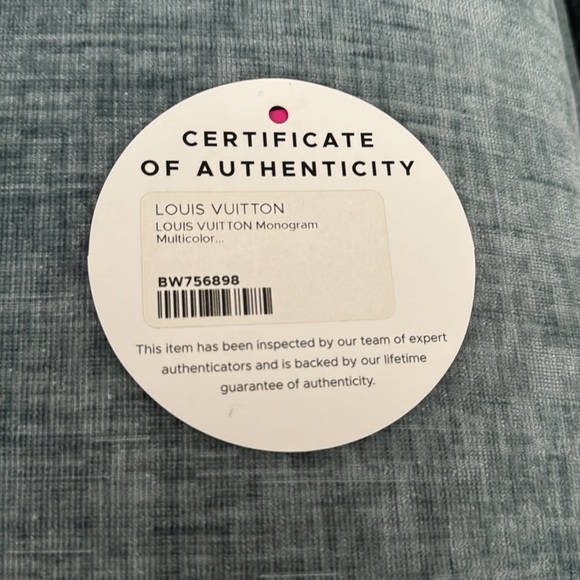 CERTIFICATE
OF AUTHENTICITY
LOUIS VUITTON
LOUIS VUITTON Monogram
Multicolor...
BW756898
This item has been inspected by our team of expert
authenticators and is backed by our lifetime
guarantee of authenticity.